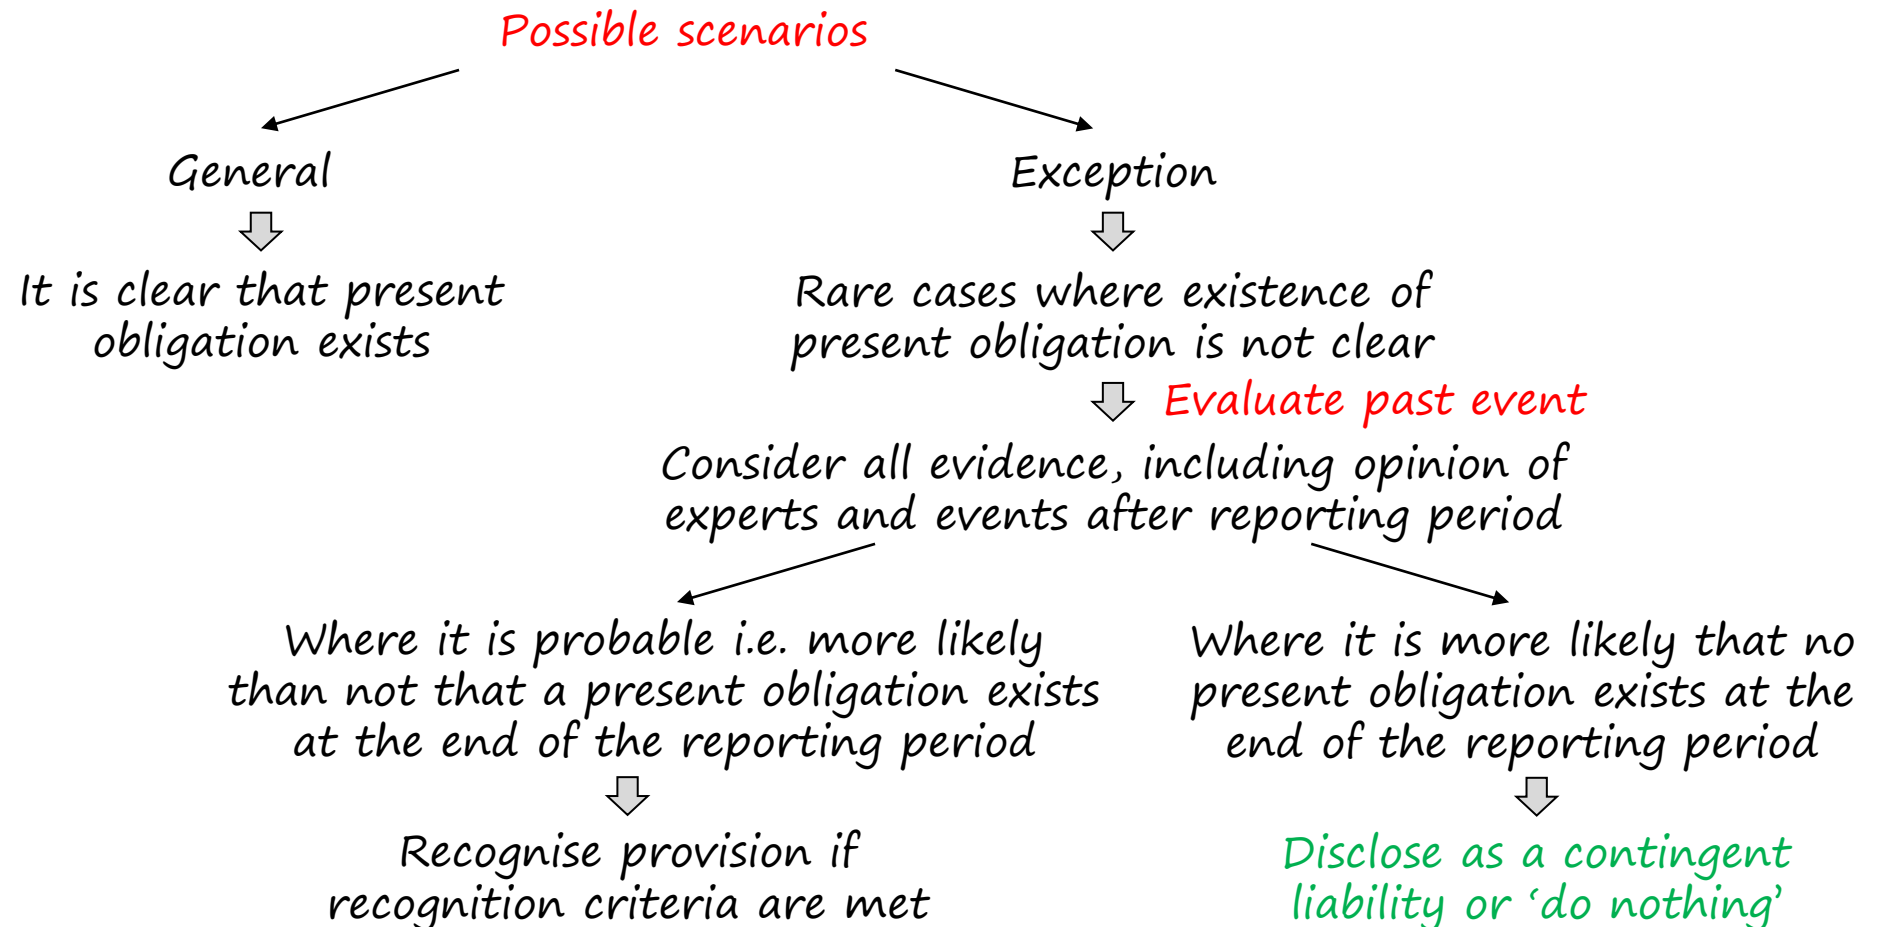 Possible scenarios
General
Exception
It is clear that present
obligation exists
Rare cases where existence of
present obligation is not clear
Evaluate past event
Consider all evidence, including opinion of
experts and events after reporting period
Where it is probable i.e. more likely
than not that a present obligation exists
at the end of the reporting period
Where it is more likely that no
present obligation exists at the
end of the reporting period
Recognise provision if
recognition criteria are met
Disclose as a contingent
liability or ‘do nothing’